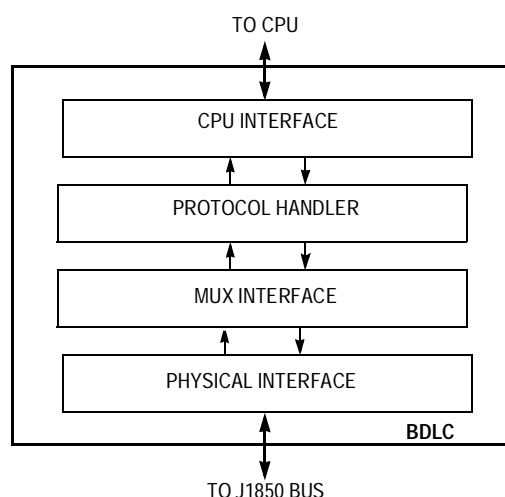 TO CPU
CPU INTERFACE
PROTOCOL HANDLER
MUX INTERFACE
PHYSICAL INTERFACE
BDLC
TO J1850 BUS